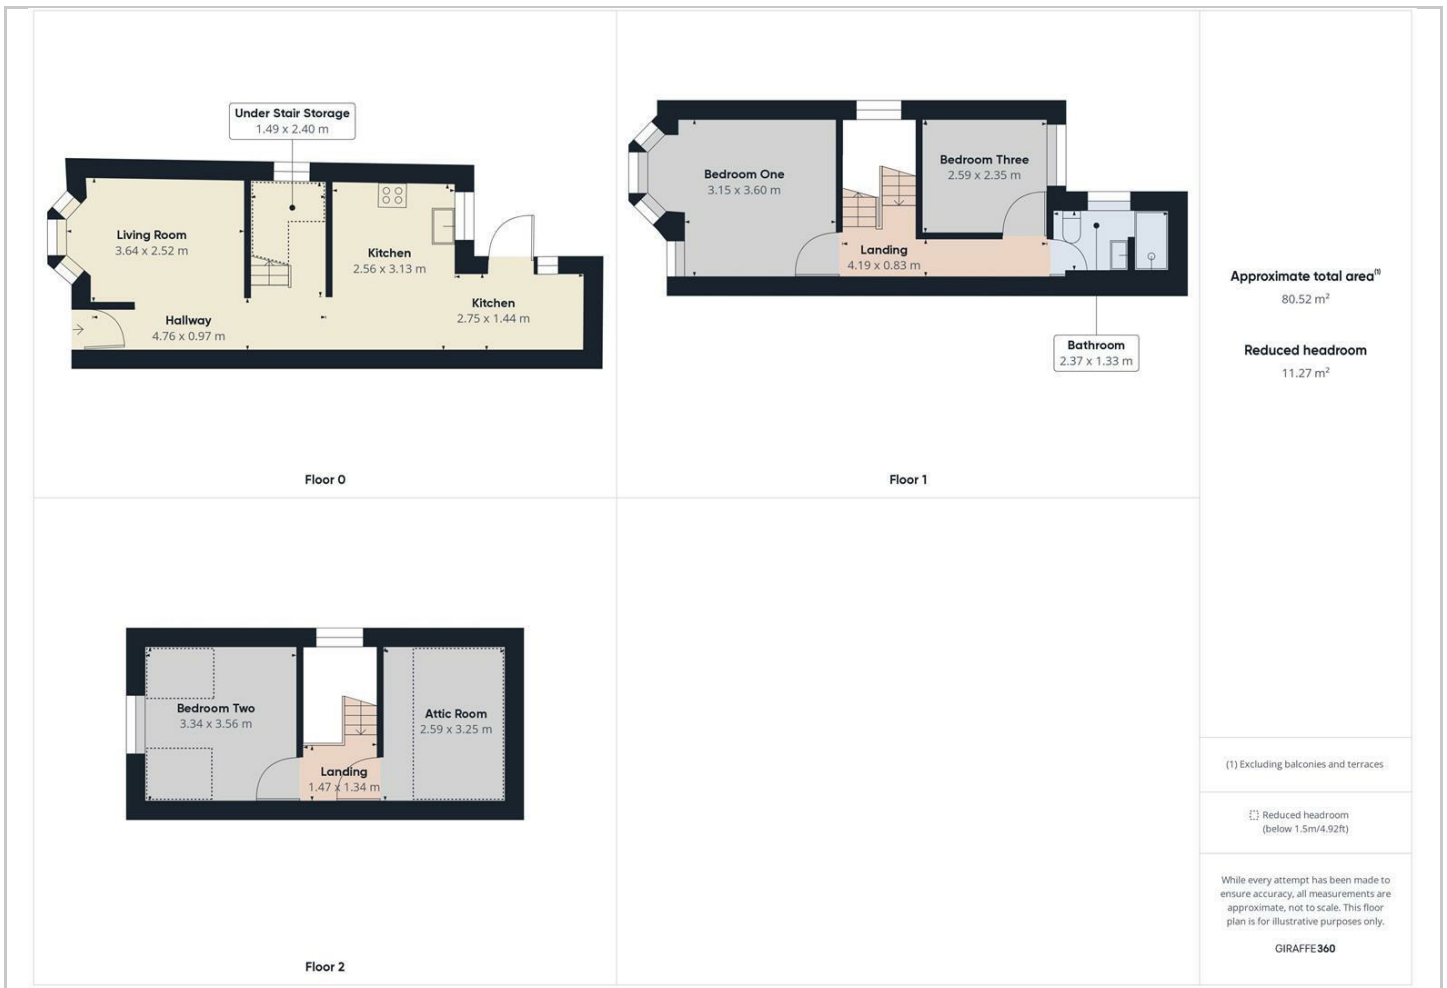 Under Stair Storage
1.49 x 2.40 m
Living Room
3.64 x 2.52 m
Kitchen
2.56 x 3.13 m
Kitchen
2.75 x 1.44 m
Hallway
4.76 x 0.97 m
Floor 0
Bedroom One
3.15 x 3.60 m
Bedroom Three
2.59 x 2.35 m
Landing
4.19 x 0.83 m
Bathroom
2.37 x 1.33 m
Floor 1
Bedroom Two
3.34 x 3.56 m
Attic Room
2.59 x 3.25 m
Landing
1.47 x 1.34 m
Floor 2
Approximate total area⁽¹⁾
80.52 m²
Reduced headroom
11.27 m²
(1) Excluding balconies and terraces
Reduced headroom
(below 1.5m/4.92ft)
While every attempt has been made to
ensure accuracy, all measurements are
approximate, not to scale. This floor
plan is for illustrative purposes only.
GIRAFFE360